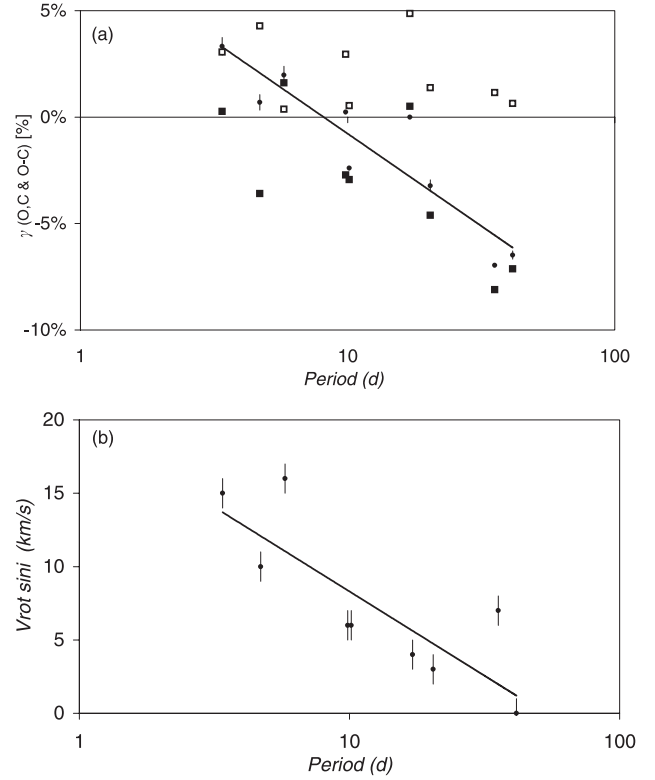 (a)
5%
0%
-5%
-10%
γ (O,C & O-C) [%]
1
10
100
Period (d)
(b)
20
15
10
5
0
Vrot sini (km/s)
1
10
100
Period (d)